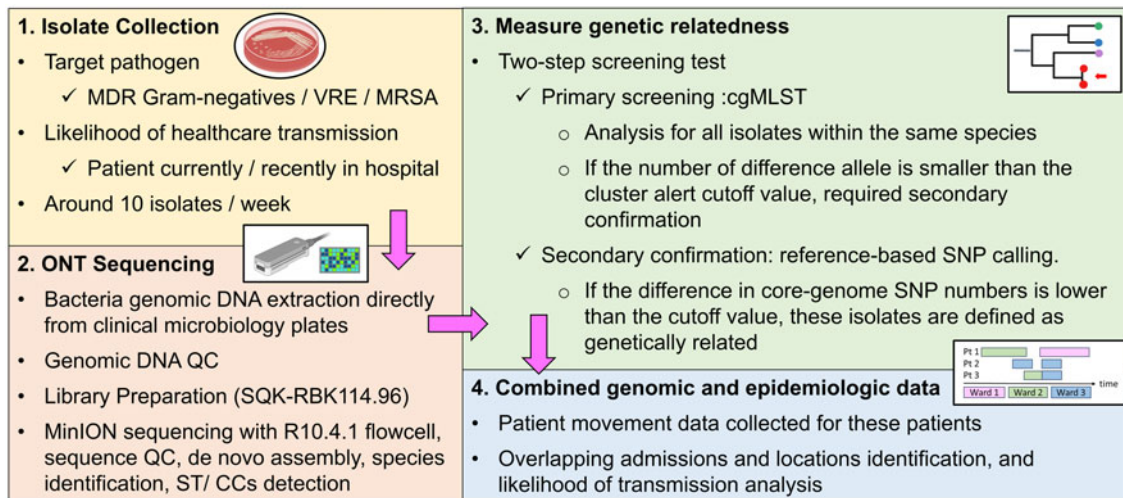 1. Isolate Collection
• Target pathogen
✓ MDR Gram-negatives / VRE / MRSA
• Likelihood of healthcare transmission
✓ Patient currently / recently in hospital
• Around 10 isolates / week
2. ONT Sequencing
• Bacteria genomic DNA extraction directly
from clinical microbiology plates
• Genomic DNA QC
• Library Preparation (SQK-RBK114.96)
• MinION sequencing with R10.4.1 flowcell,
sequence QC, de novo assembly, species
identification, ST/ CCs detection
3. Measure genetic relatedness
• Two-step screening test
✓ Primary screening :cgMLST
o Analysis for all isolates within the same species
o If the number of difference allele is smaller than the
cluster alert cutoff value, required secondary
confirmation
✓ Secondary confirmation: reference-based SNP calling.
o If the difference in core-genome SNP numbers is lower
than the cutoff value, these isolates are defined as
genetically related
4. Combined genomic and epidemiologic data
Pt 1
Pt 2
Pt 3
time
Ward 1 Ward 2 Ward 3
• Patient movement data collected for these patients
• Overlapping admissions and locations identification, and
likelihood of transmission analysis